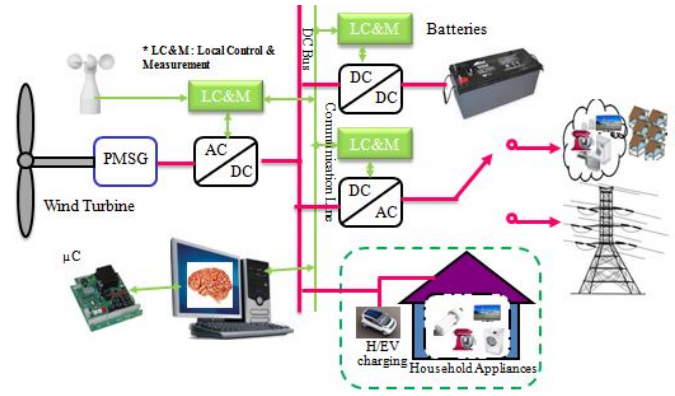 * LC&M : Local Control &
Measurement
LC&M
Batteries
DC Bus
DC
DC
LC&M
Communication Line
LC&M
PMSG
AC
DC
DC
AC
Wind Turbine
µC
H/EV
charging
Household Appliances